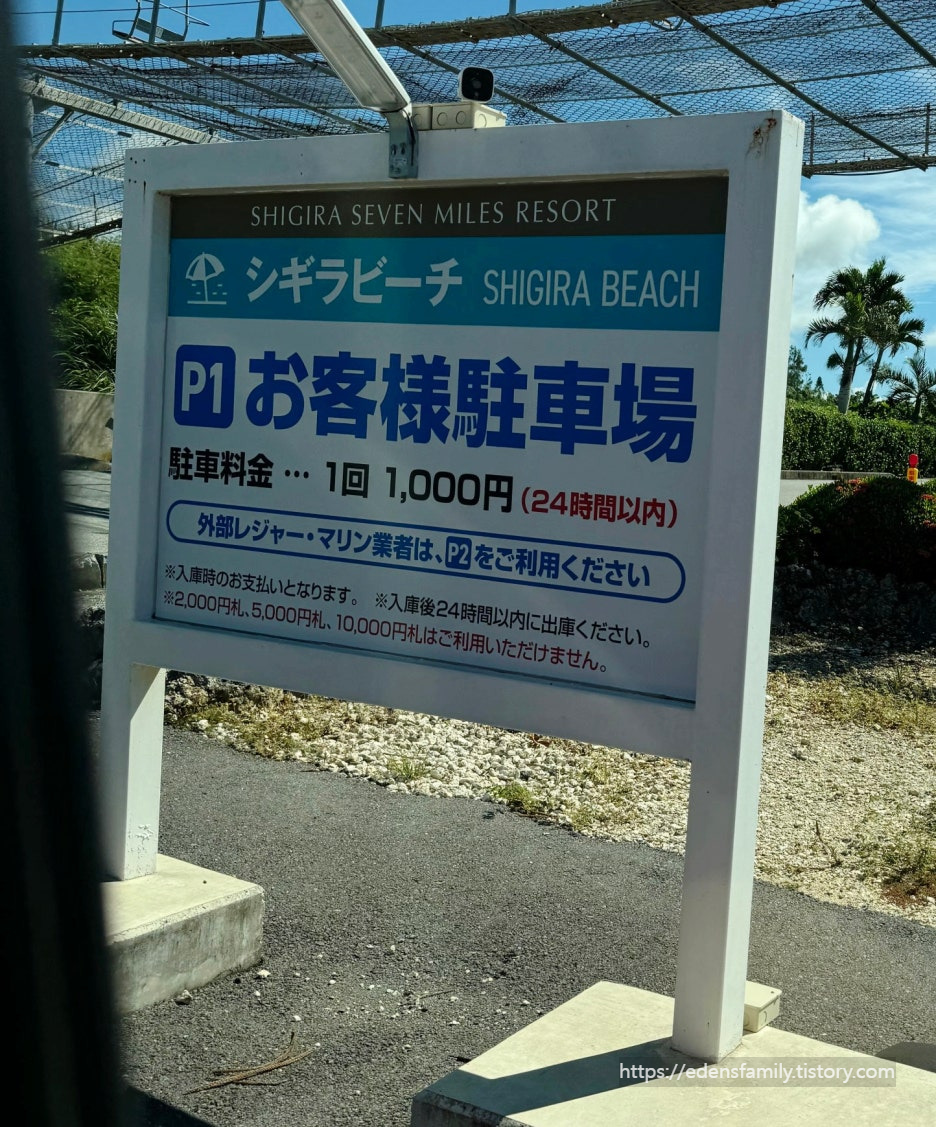 SHIGIRA SEVEN MILES RESORT
シギラビーチ SHIGIRA BEACH
P1 お客様駐車場
駐車料金 … 1回 1,000円(24時間以内)
外部レジャー・マリン業者は、P2をご利用ください
※入庫時のお支払いとなります。 ※入庫後24時間以内に出庫ください。
※2,000円札、5,000円札、10,000円札はご利用いただけません。
https://edensfamily.tistory.com